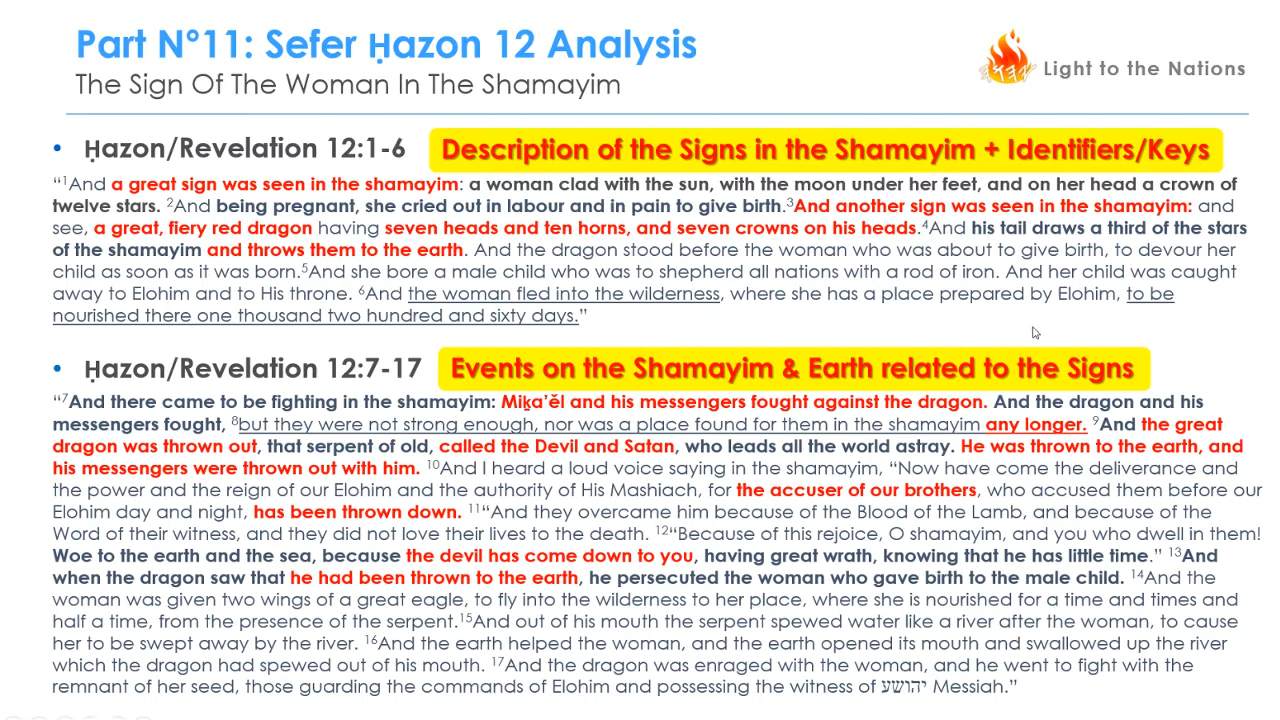 Part N°11: Sefer Ḥazon 12 Analysis
The Sign Of The Woman In The Shamayim
Light to the Nations
• Ḥazon/Revelation 12:1-6 Description of the Signs in the Shamayim + Identifiers/Keys
“¹And a great sign was seen in the shamayim: a woman clad with the sun, with the moon under her feet, and on her head a crown of
twelve stars. ²And being pregnant, she cried out in labour and in pain to give birth.³And another sign was seen in the shamayim: and
see, a great, fiery red dragon having seven heads and ten horns, and seven crowns on his heads.⁴And his tail draws a third of the stars
of the shamayim and throws them to the earth. And the dragon stood before the woman who was about to give birth, to devour her
child as soon as it was born.⁵And she bore a male child who was to shepherd all nations with a rod of iron. And her child was caught
away to Elohim and to His throne. ⁶And the woman fled into the wilderness, where she has a place prepared by Elohim, to be
nourished there one thousand two hundred and sixty days.”
• Ḥazon/Revelation 12:7-17 Events on the Shamayim & Earth related to the Signs
“⁷And there came to be fighting in the shamayim: Miḵa’ĕl and his messengers fought against the dragon. And the dragon and his
messengers fought, ⁸but they were not strong enough, nor was a place found for them in the shamayim any longer. ⁹And the great
dragon was thrown out, that serpent of old, called the Devil and Satan, who leads all the world astray. He was thrown to the earth, and
his messengers were thrown out with him. ¹⁰And I heard a loud voice saying in the shamayim, “Now have come the deliverance and
the power and the reign of our Elohim and the authority of His Mashiach, for the accuser of our brothers, who accused them before our
Elohim day and night, has been thrown down. ¹¹“And they overcame him because of the Blood of the Lamb, and because of the
Word of their witness, and they did not love their lives to the death. ¹²“Because of this rejoice, O shamayim, and you who dwell in them!
Woe to the earth and the sea, because the devil has come down to you, having great wrath, knowing that he has little time.” ¹³And
when the dragon saw that he had been thrown to the earth, he persecuted the woman who gave birth to the male child. ¹⁴And the
woman was given two wings of a great eagle, to fly into the wilderness to her place, where she is nourished for a time and times and
half a time, from the presence of the serpent.¹⁵And out of his mouth the serpent spewed water like a river after the woman, to cause
her to be swept away by the river. ¹⁶And the earth helped the woman, and the earth opened its mouth and swallowed up the river
which the dragon had spewed out of his mouth. ¹⁷And the dragon was enraged with the woman, and he went to fight with the
remnant of her seed, those guarding the commands of Elohim and possessing the witness of יהושע Messiah.”